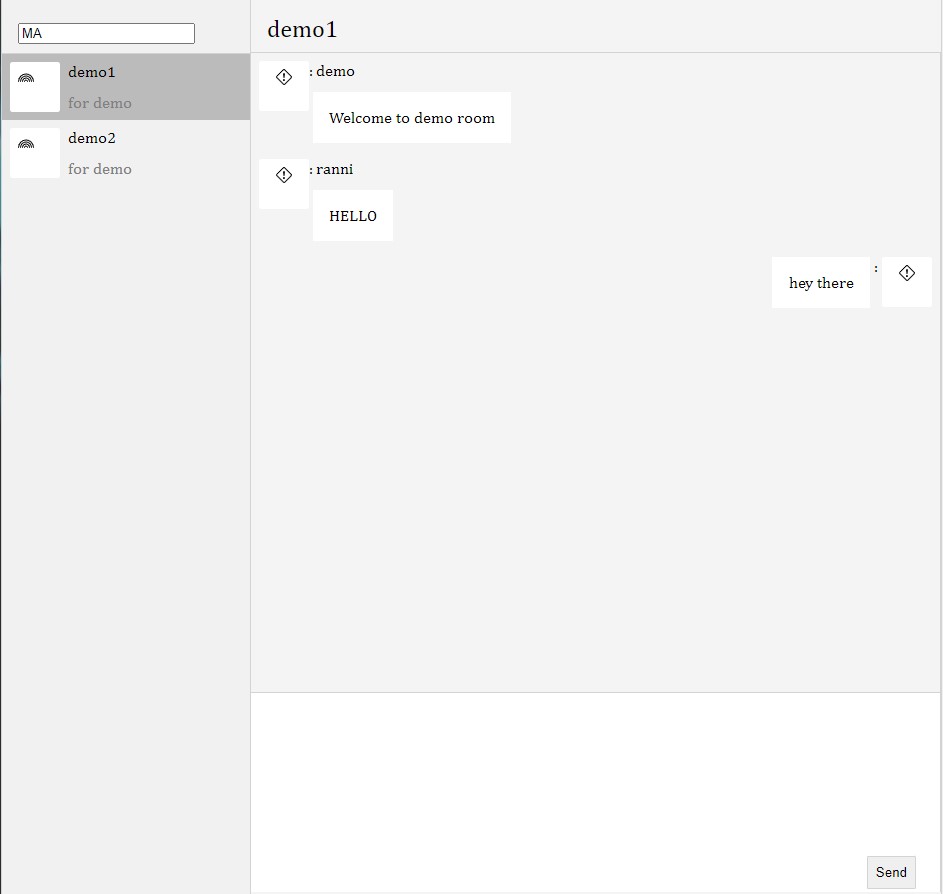 MA
demo1
for demo
demo2
for demo
demo1
: demo
Welcome to demo room
: ranni
HELLO
hey there :
Send